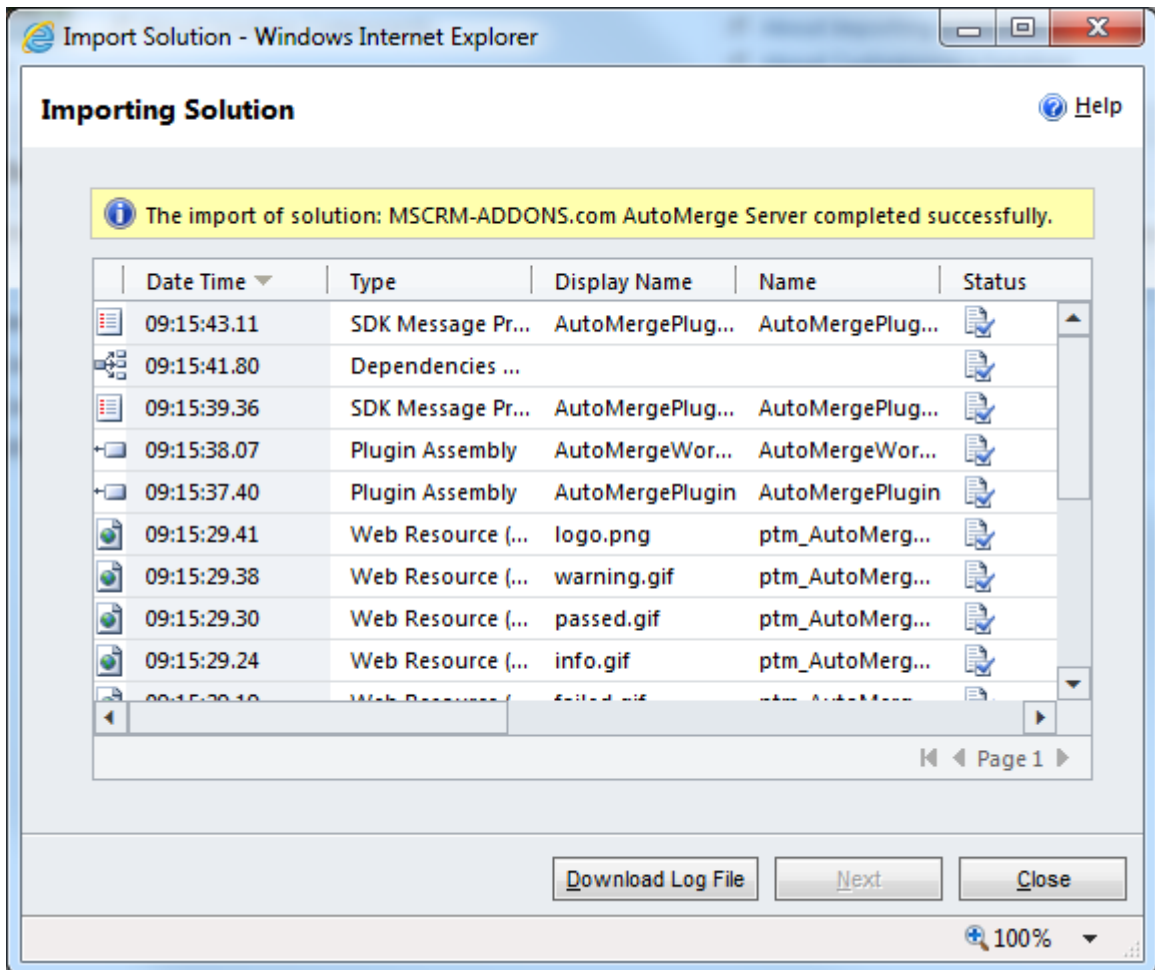 Import Solution - Windows Internet Explorer
Importing Solution
Help
The import of solution: MSCRM-ADDONS.com AutoMerge Server completed successfully.
Date Time Type Display Name Name Status
09:15:43.11 SDK Message Pr... AutoMergePlug... AutoMergePlug...
09:15:41.80 Dependencies ...
09:15:39.36 SDK Message Pr... AutoMergePlug... AutoMergePlug...
09:15:38.07 Plugin Assembly AutoMergeWor... AutoMergeWor...
09:15:37.40 Plugin Assembly AutoMergePlugin AutoMergePlugin
09:15:29.41 Web Resource (... logo.png ptm_AutoMerg...
09:15:29.38 Web Resource (... warning.gif ptm_AutoMerg...
09:15:29.30 Web Resource (... passed.gif ptm_AutoMerg...
09:15:29.24 Web Resource (... info.gif ptm_AutoMerg...
Web Resource (... failed.gif ptm_AutoMerg...
Page 1
Download Log File Next Close
100%